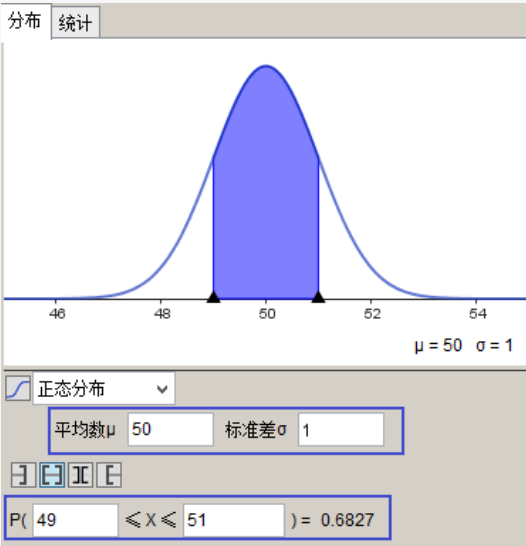 分布 统计
46 48 50 52 54
μ = 50 σ = 1
正态分布
平均数μ 50 标准差σ 1
P( 49 ≤ X ≤ 51 ) = 0.6827